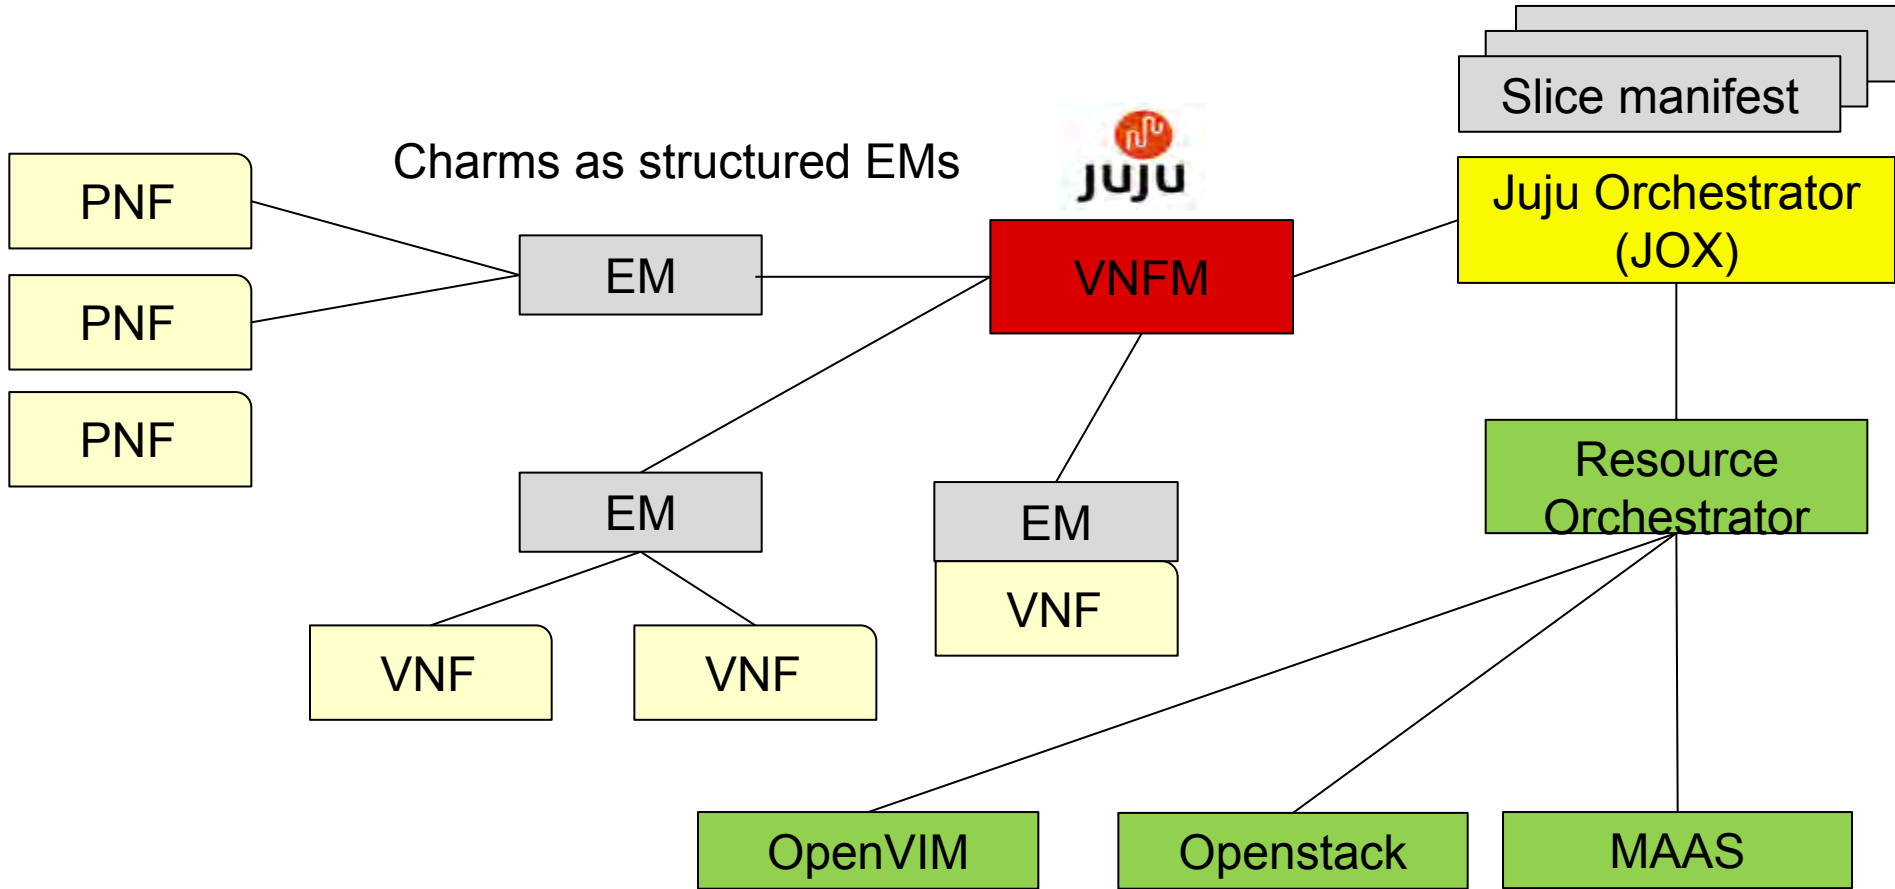 Slice manifest
Charms as structured EMs
juju
Juju Orchestrator
(JOX)
PNF
EM
VNFM
PNF
PNF
Resource
Orchestrator
EM
EM
VNF
VNF
VNF
OpenVIM
Openstack
MAAS